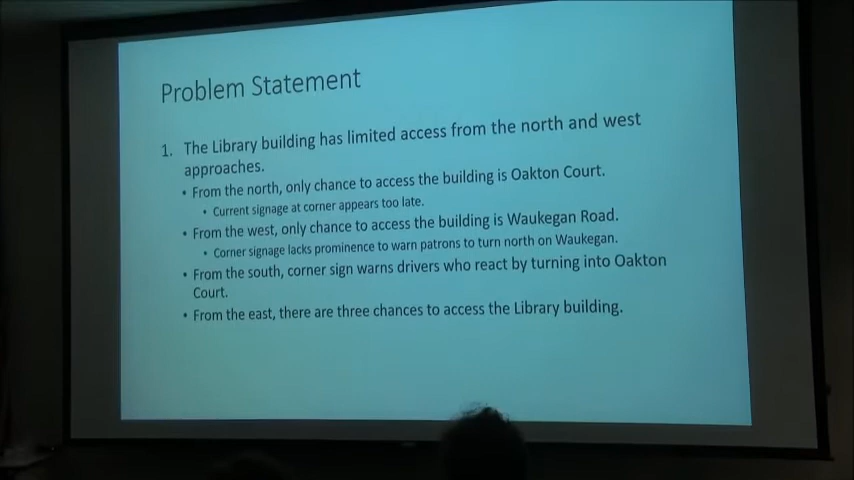 Problem Statement
1. The Library building has limited access from the north and west
approaches.
• From the north, only chance to access the building is Oakton Court.
• Current signage at corner appears too late.
• From the west, only chance to access the building is Waukegan Road.
• Corner signage lacks prominence to warn patrons to turn north on Waukegan.
• From the south, corner sign warns drivers who react by turning into Oakton
Court.
• From the east, there are three chances to access the Library building.